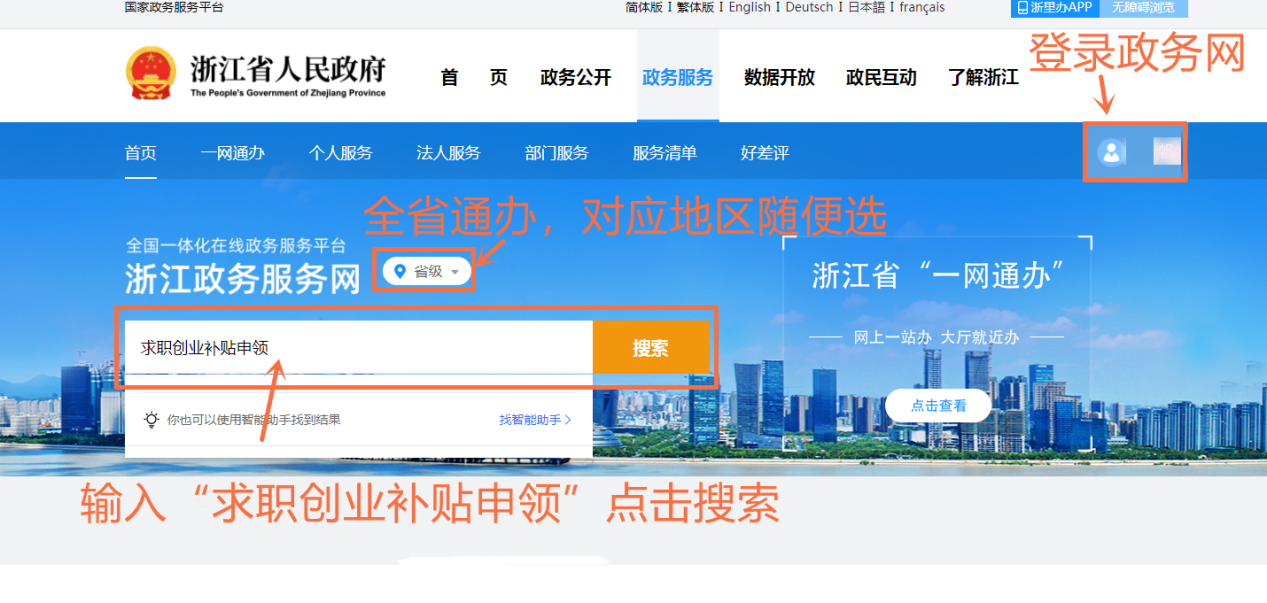 国家政务服务平台
简体版 I 繁体版 I English I Deutsch I 日本語 I français
浙里办APP
无障碍浏览
浙江省人民政府
The People's Government of Zhejiang Province
首 页 政务公开 政务服务 数据开放 政民互动 了解浙江
登录政务网
首页 一网通办 个人服务 法人服务 部门服务 服务清单 好差评
全省通办，对应地区随便选
全国一体化在线政务服务平台
浙江政务服务网
省级
浙江省“一网通办”
网上一站办 大厅就近办
点击查看
求职创业补贴申领
搜索
你也可以使用智能助手找到结果
找智能助手 >
输入“求职创业补贴申领”点击搜索